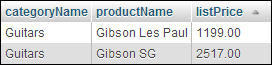 categoryName productName listPrice
Guitars Gibson Les Paul 1199.00
Guitars Gibson SG 2517.00